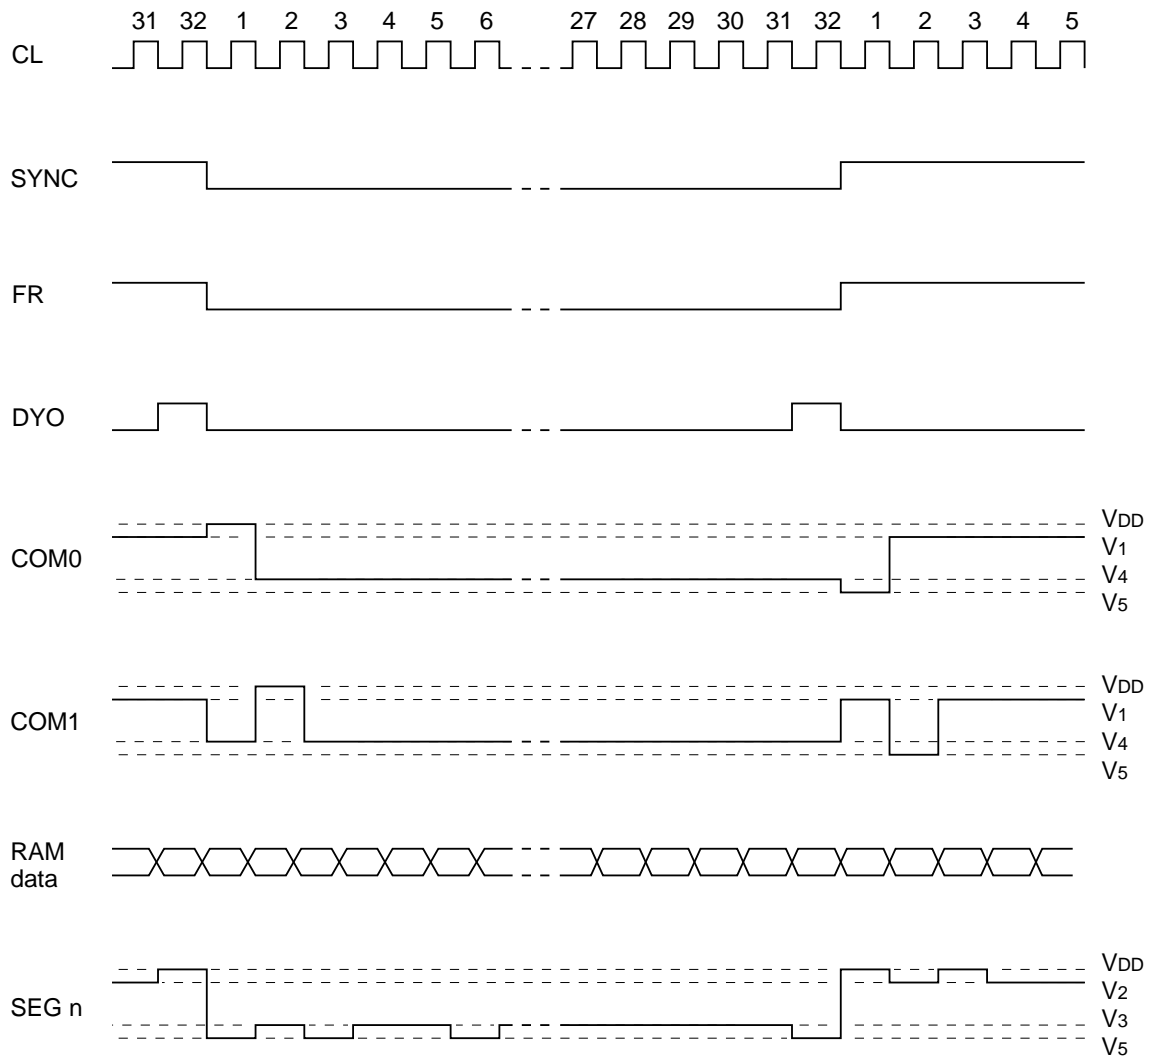 31 32 1 2 3 4 5 6 27 28 29 30 31 32 1 2 3 4 5
CL
SYNC
FR
DYO
COM0
VDD
V1
V4
V5
COM1
VDD
V1
V4
V5
RAM
data
SEG n
VDD
V2
V3
V5